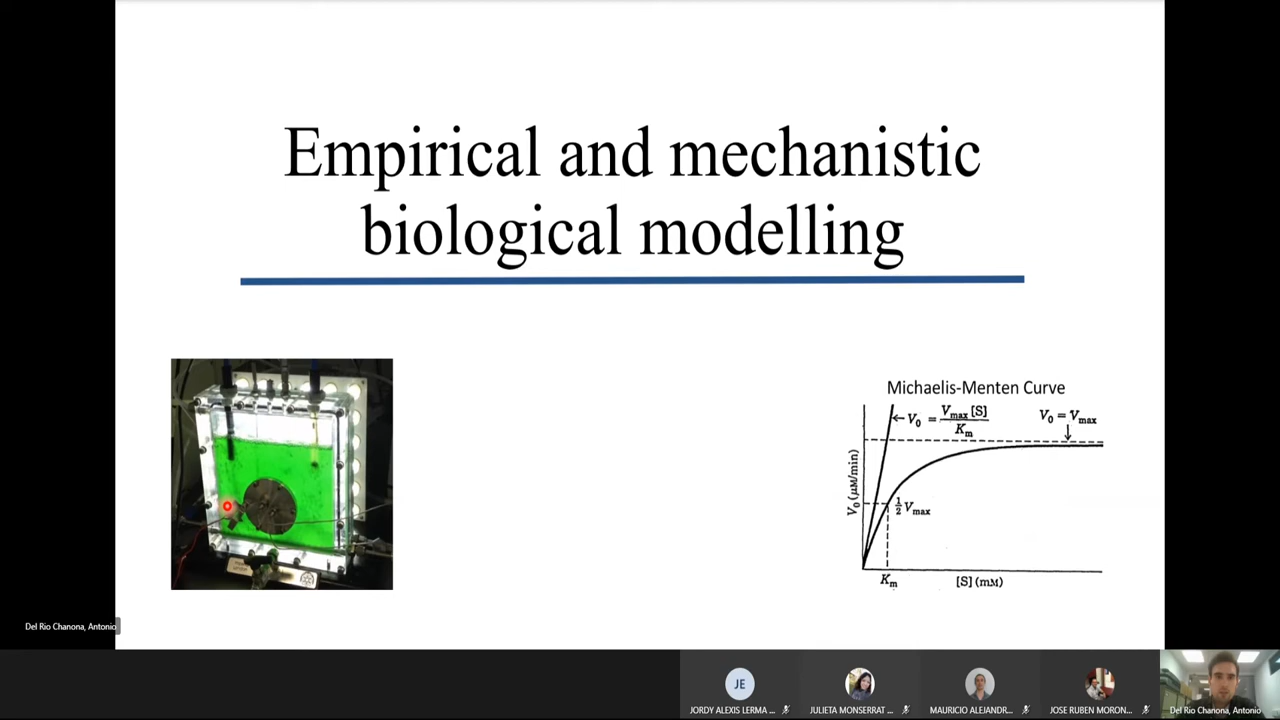 Empirical and mechanistic
biological modelling
Michaelis-Menten Curve
V₀ = Vmax [S] / Km
V₀ = Vmax
½ Vmax
V₀ (μM/min)
Km
[S] (mM)
Del Rio Chanona, Antonio
JE
JORDY ALEXIS LERMA ...
JULIETA MONSERRAT ...
MAURICIO ALEJANDR...
JOSE RUBEN MORON...
Del Rio Chanona, Antonio